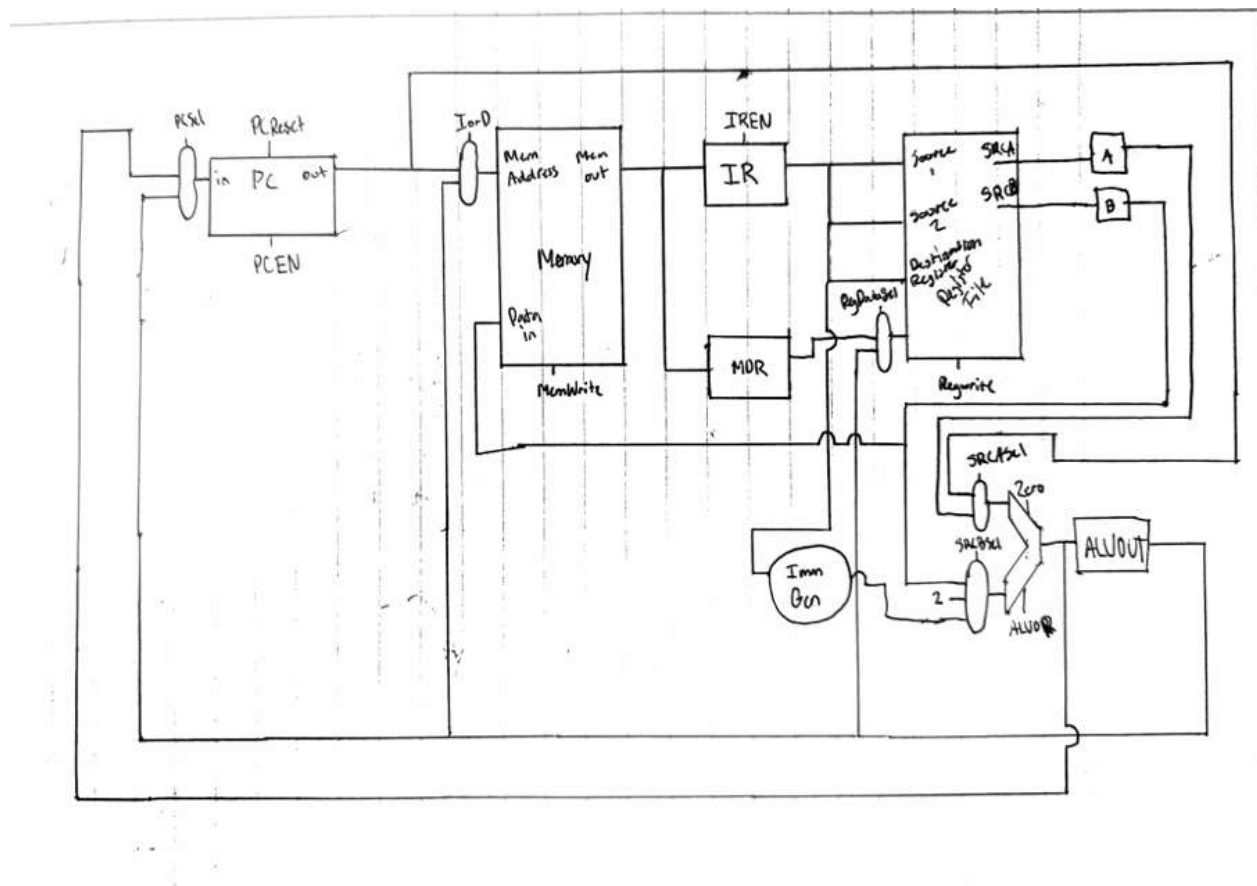 PCSel
PCReset
in PC out
PCEN
IorD
Mem
Address
Mem
out
Memory
Data
in
MemWrite
IREN
IR
MDR
RegDataSel
Source
1
Source
2
Destination
Register
Register
File
SRCA
SRCB
Regwrite
A
B
SRCASel
Zero
SRCBSel
2
Imm
Gen
ALUOUT